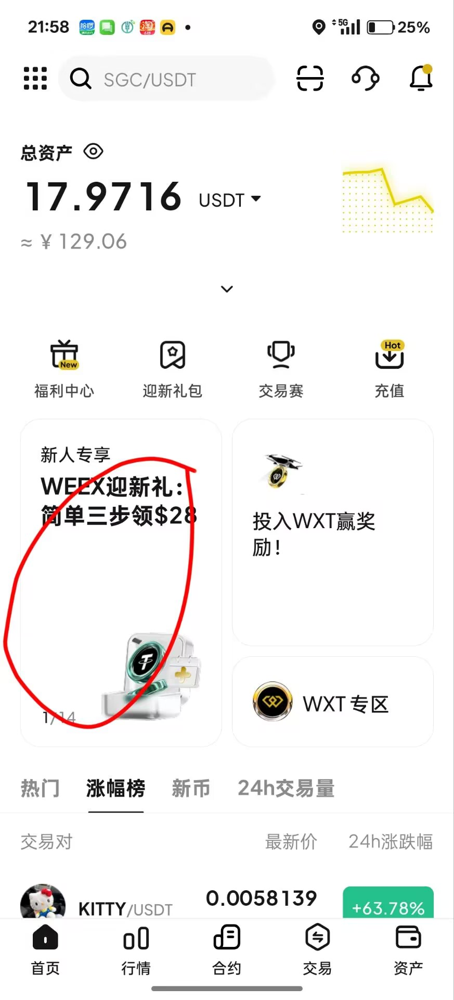 21:58
5G
25%
SGC/USDT
总资产
17.9716 USDT
≈ ¥ 129.06
New
Hot
福利中心 迎新礼包 交易赛 充值
新人专享
WEEX迎新礼：
简单三步领$28
1/14
投入WXT赢奖
励！
WXT 专区
热门 涨幅榜 新币 24h交易量
交易对 最新价 24h涨跌幅
KITTY/USDT 0.0058139 +63.78%
首页 行情 合约 交易 资产